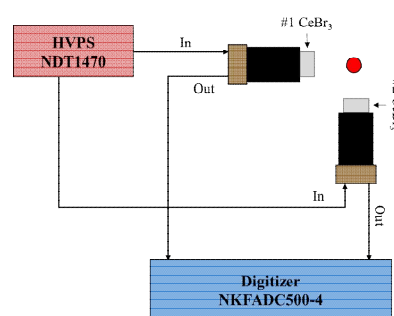 #1 CeBr₃
HVPS
NDT1470
In
Out
In
Out
Digitizer
NKFADC500-4